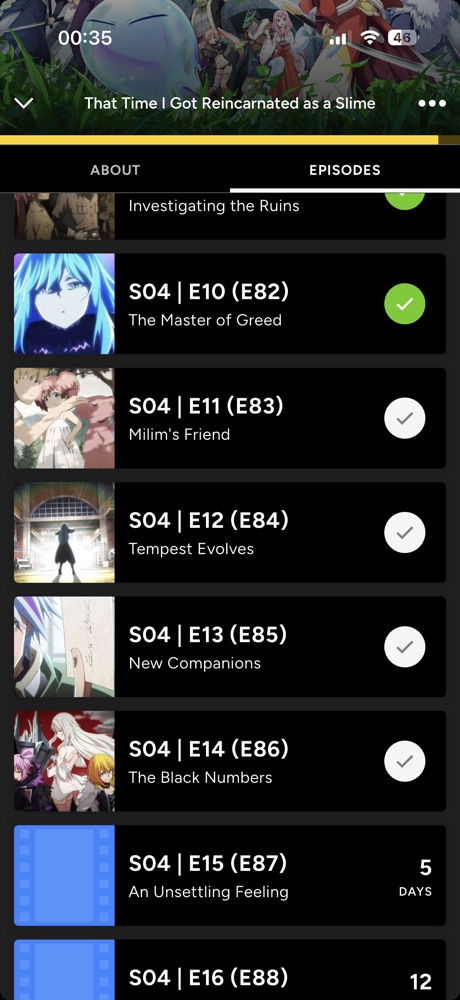 00:35
46
That Time I Got Reincarnated as a Slime
ABOUT
EPISODES
Investigating the Ruins
S04 | E10 (E82)
The Master of Greed
S04 | E11 (E83)
Milim's Friend
S04 | E12 (E84)
Tempest Evolves
S04 | E13 (E85)
New Companions
S04 | E14 (E86)
The Black Numbers
S04 | E15 (E87)
An Unsettling Feeling
5
DAYS
S04 | E16 (E88)
12